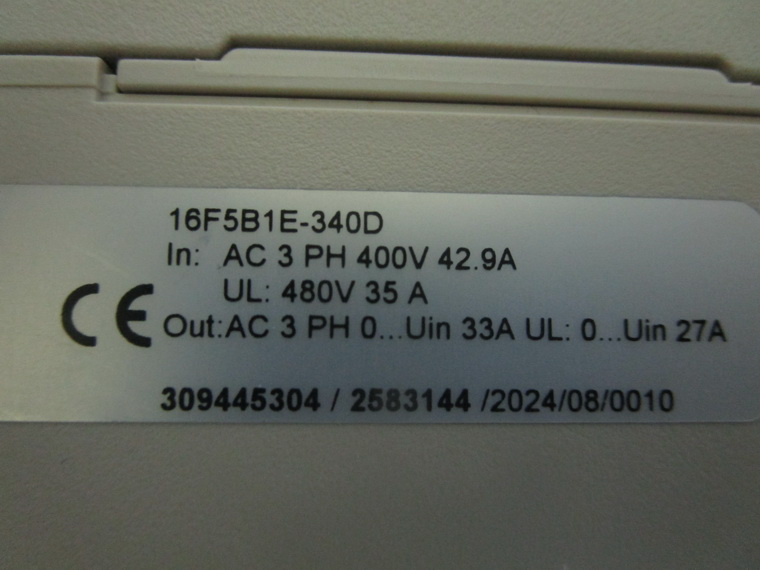 16F5B1E-340D
In: AC 3 PH 400V 42.9A
UL: 480V 35 A
CE Out:AC 3 PH 0...Uin 33A UL: 0...Uin 27A
309445304 / 2583144 /2024/08/0010